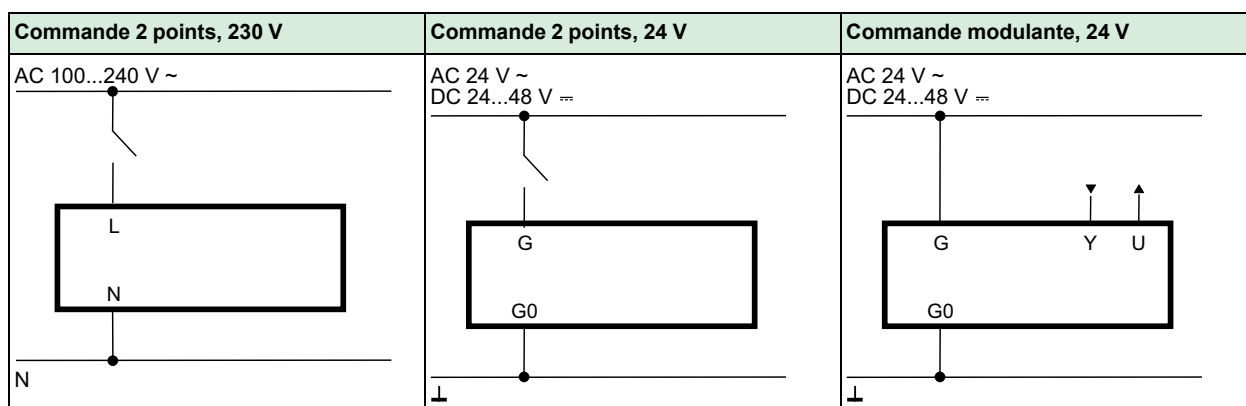 Commande 2 points, 230 V
Commande 2 points, 24 V
Commande modulante, 24 V
AC 100...240 V ~
L
N
N
AC 24 V ~
DC 24...48 V ⎓
G
G0
AC 24 V ~
DC 24...48 V ⎓
G Y U
G0